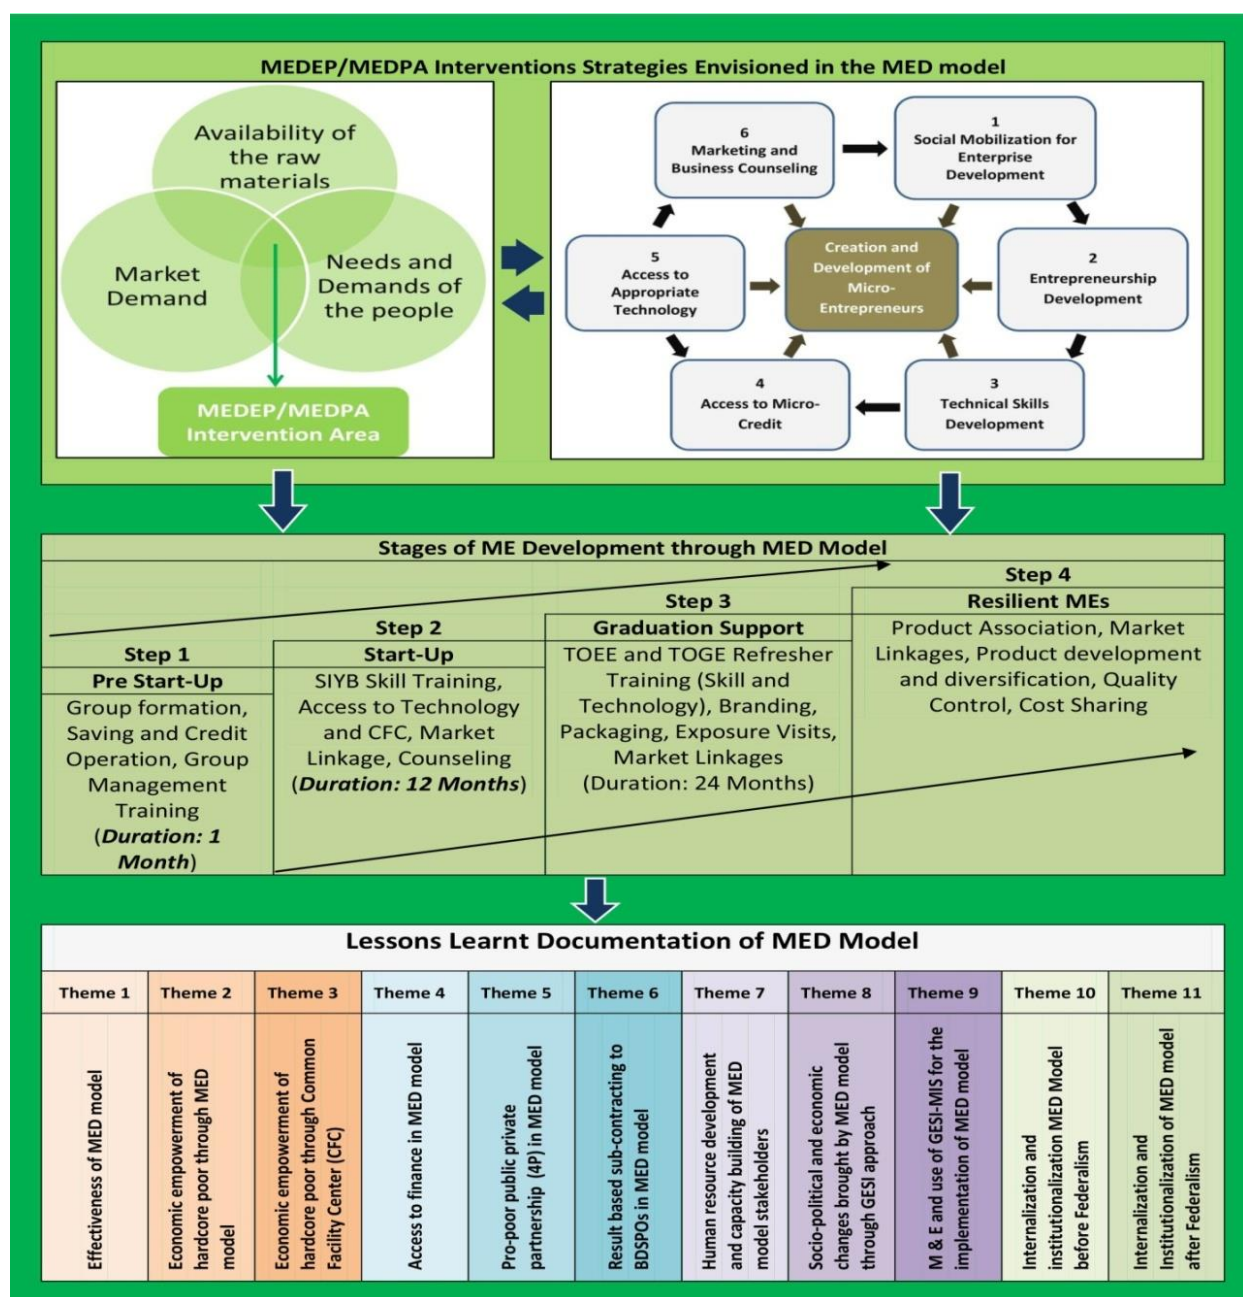 MEDEP/MEDPA Interventions Strategies Envisioned in the MED model
Availability of
the raw
materials
Market
Demand
Needs and
Demands of
the people
MEDEP/MEDPA
Intervention Area
6
Marketing and
Business Counseling
1
Social Mobilization for
Enterprise
Development
5
Access to
Appropriate
Technology
Creation and
Development of
Micro-
Entrepreneurs
2
Entrepreneurship
Development
4
Access to Micro-
Credit
3
Technical Skills
Development
Stages of ME Development through MED Model
Step 1
Pre Start-Up
Group formation,
Saving and Credit
Operation, Group
Management
Training
(Duration: 1
Month)
Step 2
Start-Up
SIYB Skill Training,
Access to Technology
and CFC, Market
Linkage, Counseling
(Duration: 12 Months)
Step 3
Graduation Support
TOEE and TOGE Refresher
Training (Skill and
Technology), Branding,
Packaging, Exposure Visits,
Market Linkages
(Duration: 24 Months)
Step 4
Resilient MEs
Product Association, Market
Linkages, Product development
and diversification, Quality
Control, Cost Sharing
Lessons Learnt Documentation of MED Model
Theme 1
Effectiveness of MED model
Theme 2
Economic empowerment of
hardcore poor through MED
model
Theme 3
Economic empowerment of
hardcore poor through Common
Facility Center (CFC)
Theme 4
Access to finance in MED model
Theme 5
Pro-poor public private
partnership (4P) in MED model
Theme 6
Result based sub-contracting to
BDSPOs in MED model
Theme 7
Human resource development
and capacity building of MED
model stakeholders
Theme 8
Socio-political and economic
changes brought by MED model
through GESI approach
Theme 9
M & E and use of GESI-MIS for the
implementation of MED model
Theme 10
Internalization and
institutionalization MED Model
before Federalism
Theme 11
Internalization and
Institutionalization of MED model
after Federalism